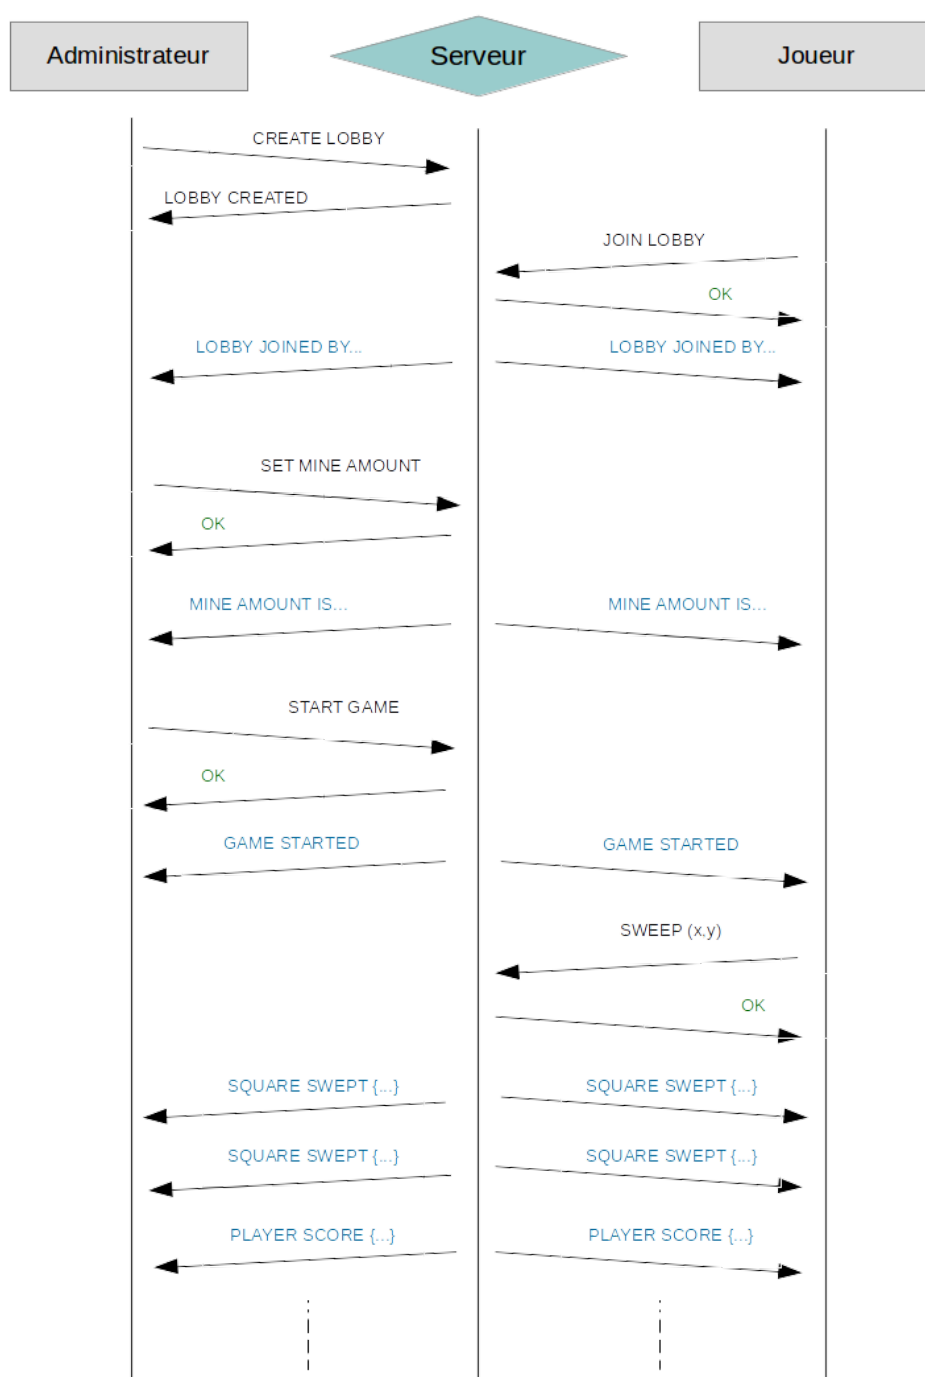 Administrateur
Serveur
Joueur
CREATE LOBBY
LOBBY CREATED
JOIN LOBBY
OK
LOBBY JOINED BY...
LOBBY JOINED BY...
SET MINE AMOUNT
OK
MINE AMOUNT IS...
MINE AMOUNT IS...
START GAME
OK
GAME STARTED
GAME STARTED
SWEEP (x,y)
OK
SQUARE SWEPT {...}
SQUARE SWEPT {...}
SQUARE SWEPT {...}
SQUARE SWEPT {...}
PLAYER SCORE {...}
PLAYER SCORE {...}